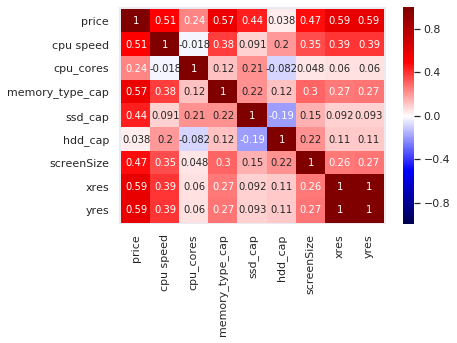 price 1 0.51 0.24 0.57 0.44 0.038 0.47 0.59 0.59
cpu speed 0.51 1 -0.018 0.38 0.091 0.2 0.35 0.39 0.39
cpu_cores 0.24 -0.018 1 0.12 0.21 -0.082 0.048 0.06 0.06
memory_type_cap 0.57 0.38 0.12 1 0.22 0.12 0.3 0.27 0.27
ssd_cap 0.44 0.091 0.21 0.22 1 -0.19 0.15 0.092 0.093
hdd_cap 0.038 0.2 -0.082 0.12 -0.19 1 0.22 0.11 0.11
screenSize 0.47 0.35 0.048 0.3 0.15 0.22 1 0.26 0.27
xres 0.59 0.39 0.06 0.27 0.092 0.11 0.26 1 1
yres 0.59 0.39 0.06 0.27 0.093 0.11 0.27 1 1
price cpu speed cpu_cores memory_type_cap ssd_cap hdd_cap screenSize xres yres
0.8
0.4
0.0
−0.4
−0.8